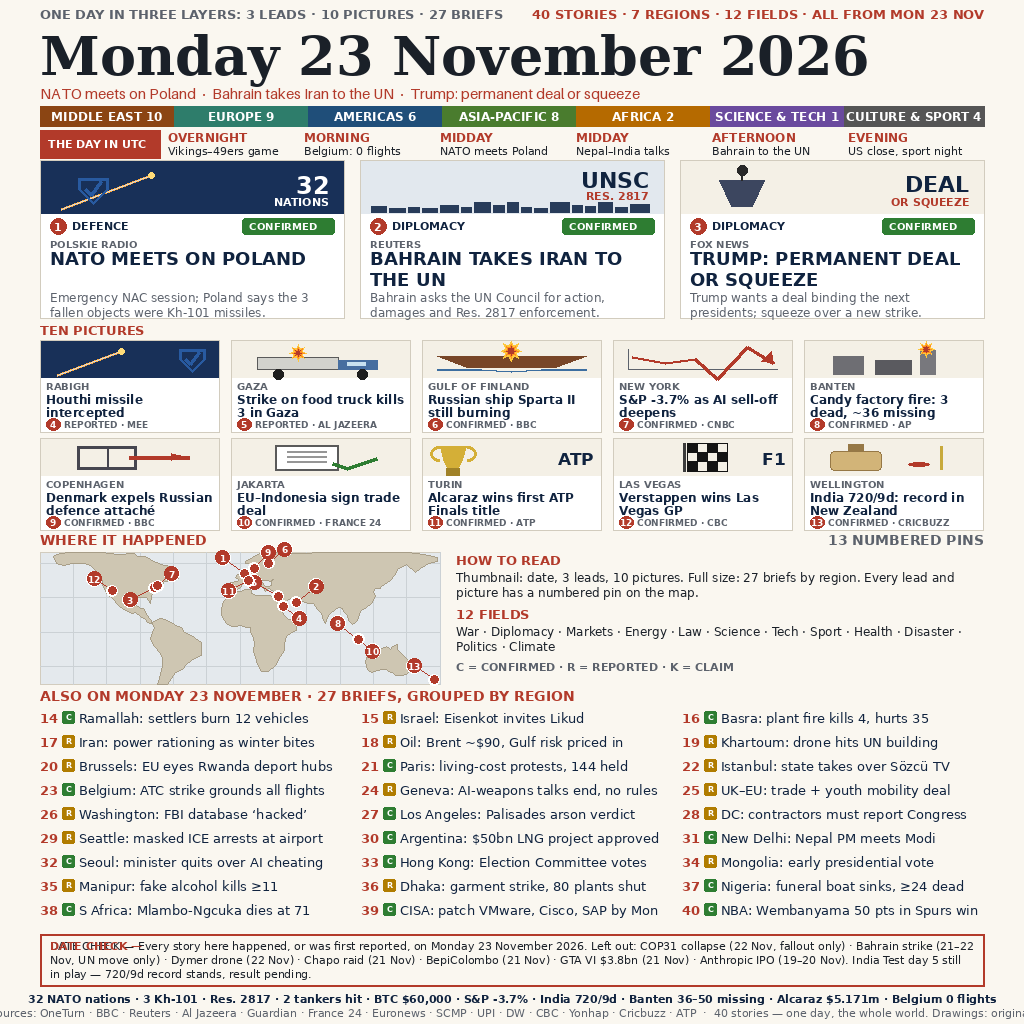 ONE DAY IN THREE LAYERS: 3 LEADS · 10 PICTURES · 27 BRIEFS
40 STORIES · 7 REGIONS · 12 FIELDS · ALL FROM MON 23 NOV
Monday 23 November 2026
NATO meets on Poland · Bahrain takes Iran to the UN · Trump: permanent deal or squeeze
MIDDLE EAST 10
EUROPE 9
AMERICAS 6
ASIA-PACIFIC 8
AFRICA 2
SCIENCE & TECH 1
CULTURE & SPORT 4
THE DAY IN UTC
OVERNIGHT
Vikings–49ers game
MORNING
Belgium: 0 flights
MIDDAY
NATO meets Poland
MIDDAY
Nepal–India talks
AFTERNOON
Bahrain to the UN
EVENING
US close, sport night
32
NATIONS
1 DEFENCE
CONFIRMED
POLSKIE RADIO
NATO MEETS ON POLAND
Emergency NAC session; Poland says the 3
fallen objects were Kh-101 missiles.
UNSC
RES. 2817
2 DIPLOMACY
CONFIRMED
REUTERS
BAHRAIN TAKES IRAN TO
THE UN
Bahrain asks the UN Council for action,
damages and Res. 2817 enforcement.
DEAL
OR SQUEEZE
3 DIPLOMACY
CONFIRMED
FOX NEWS
TRUMP: PERMANENT DEAL
OR SQUEEZE
Trump wants a deal binding the next
presidents; squeeze over a new strike.
TEN PICTURES
RABIGH
Houthi missile
intercepted
4 REPORTED · MEE
GAZA
Strike on food truck kills
3 in Gaza
5 REPORTED · AL JAZEERA
GULF OF FINLAND
Russian ship Sparta II
still burning
6 CONFIRMED · BBC
NEW YORK
S&P -3.7% as AI sell-off
deepens
7 CONFIRMED · CNBC
BANTEN
Candy factory fire: 3
dead, ~36 missing
8 CONFIRMED · AP
COPENHAGEN
Denmark expels Russian
defence attaché
9 CONFIRMED · BBC
JAKARTA
EU–Indonesia sign trade
deal
10 CONFIRMED · FRANCE 24
ATP
TURIN
Alcaraz wins first ATP
Finals title
11 CONFIRMED · ATP
F1
LAS VEGAS
Verstappen wins Las
Vegas GP
12 CONFIRMED · CBC
WELLINGTON
India 720/9d: record in
New Zealand
13 CONFIRMED · CRICBUZZ
WHERE IT HAPPENED
13 NUMBERED PINS
1
9
6
12
7
3
11
2
4
8
10
13
HOW TO READ
Thumbnail: date, 3 leads, 10 pictures. Full size: 27 briefs by region. Every lead and
picture has a numbered pin on the map.
12 FIELDS
War · Diplomacy · Markets · Energy · Law · Science · Tech · Sport · Health · Disaster ·
Politics · Climate
C = CONFIRMED · R = REPORTED · K = CLAIM
ALSO ON MONDAY 23 NOVEMBER · 27 BRIEFS, GROUPED BY REGION
14 C Ramallah: settlers burn 12 vehicles
15 R Israel: Eisenkot invites Likud
16 C Basra: plant fire kills 4, hurts 35
17 R Iran: power rationing as winter bites
18 R Oil: Brent ~$90, Gulf risk priced in
19 R Khartoum: drone hits UN building
20 R Brussels: EU eyes Rwanda deport hubs
21 C Paris: living-cost protests, 144 held
22 R Istanbul: state takes over Sözcü TV
23 C Belgium: ATC strike grounds all flights
24 R Geneva: AI-weapons talks end, no rules
25 R UK–EU: trade + youth mobility deal
26 R Washington: FBI database ‘hacked’
27 C Los Angeles: Palisades arson verdict
28 R DC: contractors must report Congress
29 R Seattle: masked ICE arrests at airport
30 C Argentina: $50bn LNG project approved
31 C New Delhi: Nepal PM meets Modi
32 C Seoul: minister quits over AI cheating
33 C Hong Kong: Election Committee votes
34 R Mongolia: early presidential vote
35 R Manipur: fake alcohol kills ≥11
36 R Dhaka: garment strike, 80 plants shut
37 C Nigeria: funeral boat sinks, ≥24 dead
38 C S Africa: Mlambo-Ngcuka dies at 71
39 C CISA: patch VMware, Cisco, SAP by Mon
40 C NBA: Wembanyama 50 pts in Spurs win
DATE CHECK — Every story here happened, or was first reported, on Monday 23 November 2026. Left out: COP31 collapse (22 Nov, fallout only) · Bahrain strike (21–22
Nov, UN move only) · Dymer drone (22 Nov) · Chapo raid (21 Nov) · BepiColombo (21 Nov) · GTA VI $3.8bn (21 Nov) · Anthropic IPO (19–20 Nov). India Test day 5 still
in play — 720/9d record stands, result pending.
32 NATO nations · 3 Kh-101 · Res. 2817 · 2 tankers hit · BTC $60,000 · S&P -3.7% · India 720/9d · Banten 36–50 missing · Alcaraz $5.171m · Belgium 0 flights
OneTurn · BBC · Reuters · Al Jazeera · Guardian · France 24 · Euronews · SCMP · UPI · DW · CBC · Yonhap · Cricbuzz · ATP · 40 stories — one day, the whole world. Drawings: